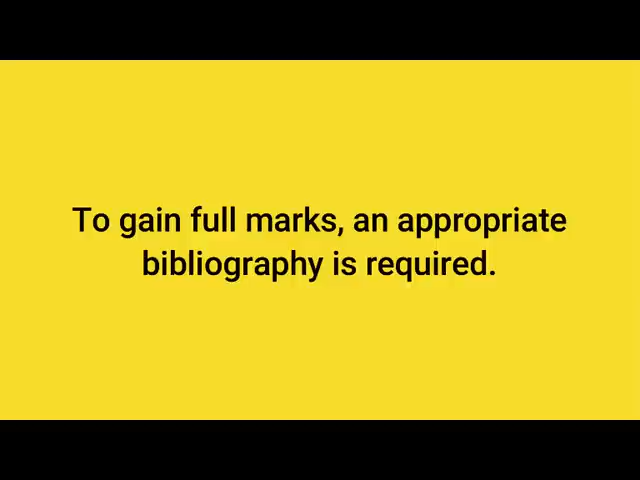 To gain full marks, an appropriate
bibliography is required.